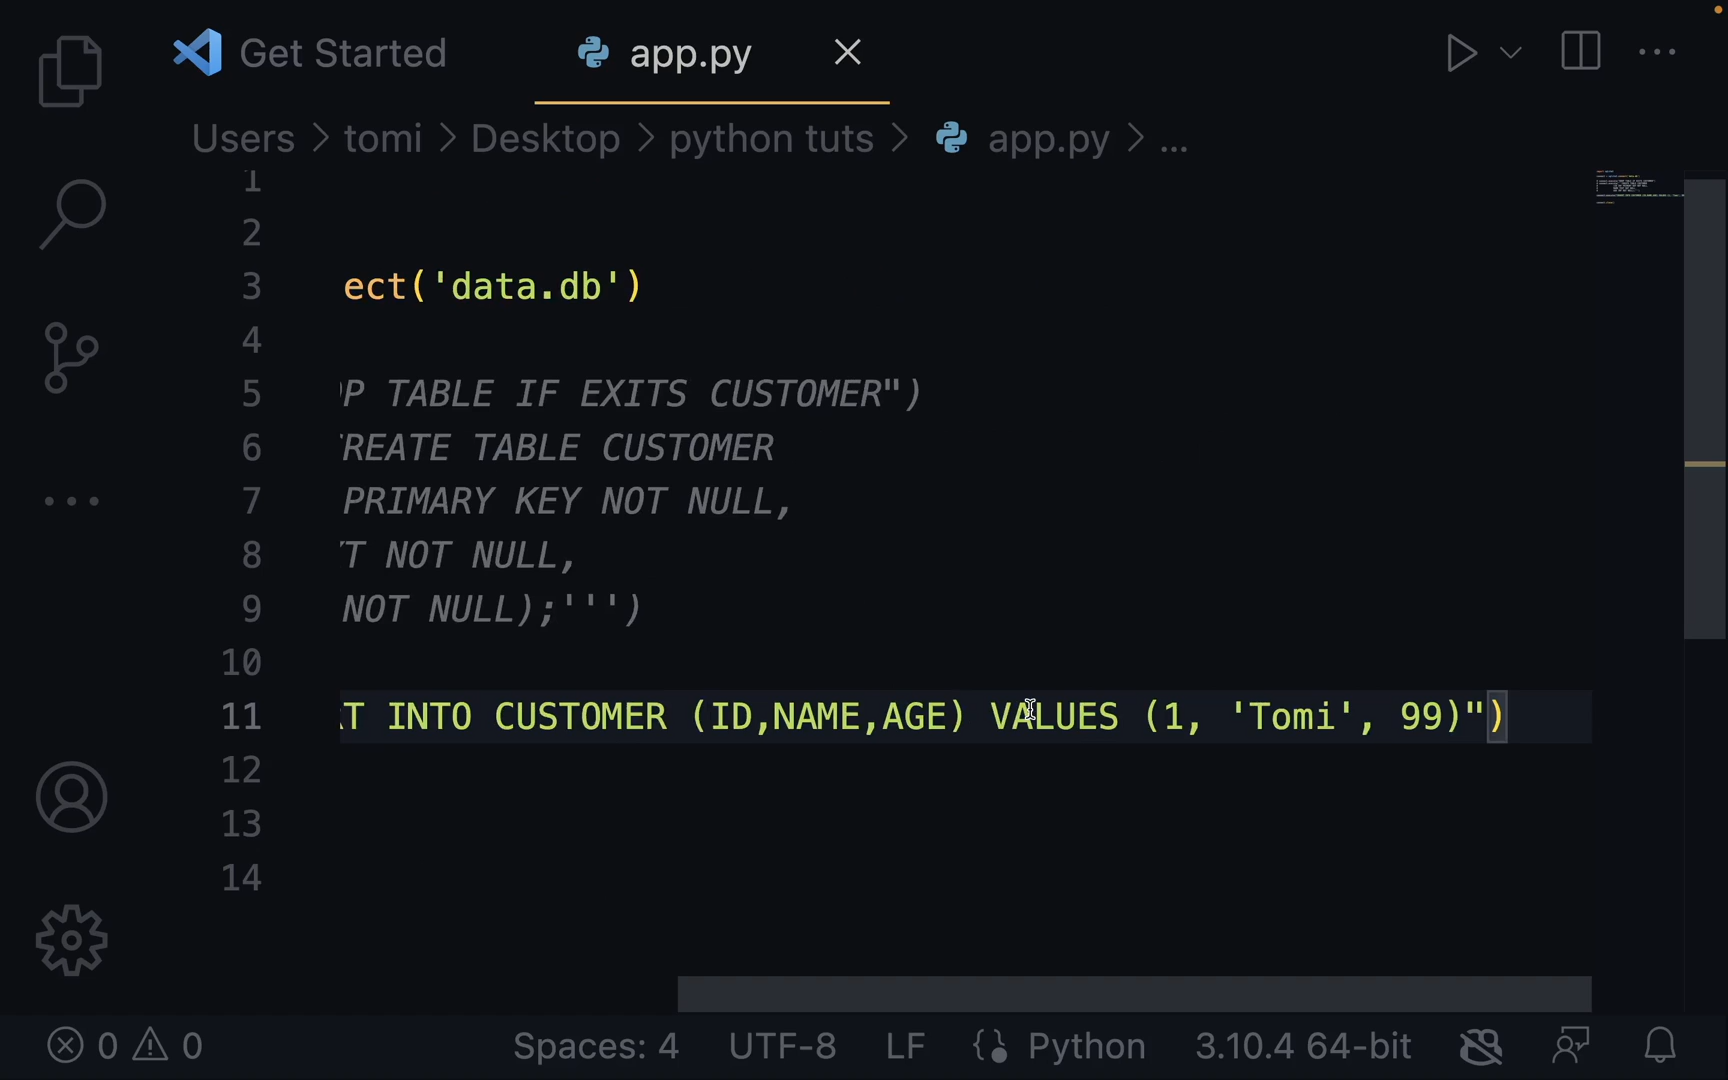 Get Started
app.py
Users > tomi > Desktop > python tuts > app.py > ...
1
2
3 ect('data.db')
4
5 P TABLE IF EXITS CUSTOMER")
6 REATE TABLE CUSTOMER
7 PRIMARY KEY NOT NULL,
8 T NOT NULL,
9 NOT NULL);''')
10
11 T INTO CUSTOMER (ID,NAME,AGE) VALUES (1, 'Tomi', 99)")
12
13
14
0 0 Spaces: 4 UTF-8 LF Python 3.10.4 64-bit